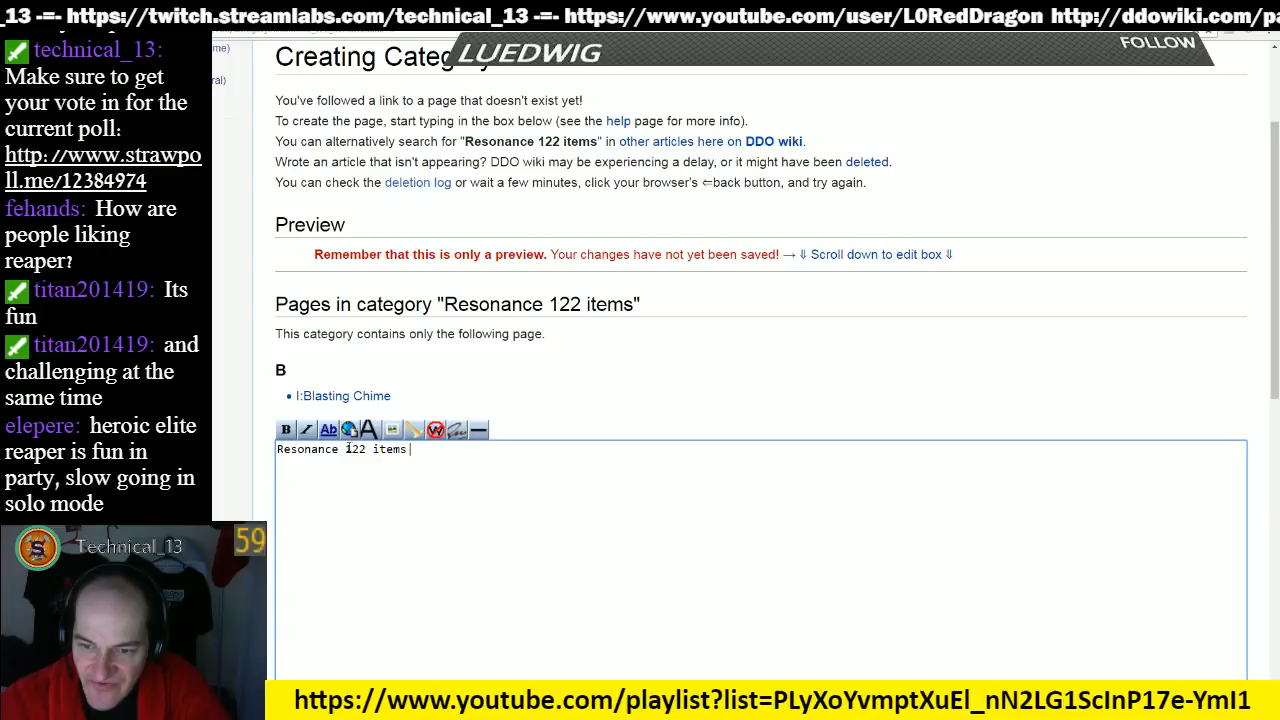 13 -=- https://twitch.streamlabs.com/technical_13 -=- https://www.youtube.com/user/L0RedDragon http://ddowiki.com/pa
technical_13:
Make sure to get
your vote in for the
current poll:
http://www.strawpo
ll.me/12384974
fehands: How are
people liking
reaper?
titan201419: Its
fun
titan201419: and
challenging at the
same time
elepere: heroic elite
reaper is fun in
party, slow going in
solo mode
Technical_13
59
LUEDWIG
FOLLOW
Creating Category
You've followed a link to a page that doesn't exist yet!
To create the page, start typing in the box below (see the help page for more info).
You can alternatively search for "Resonance 122 items" in other articles here on DDO wiki.
Wrote an article that isn't appearing? DDO wiki may be experiencing a delay, or it might have been deleted.
You can check the deletion log or wait a few minutes, click your browser's ⇐back button, and try again.
Preview
Remember that this is only a preview. Your changes have not yet been saved! → ⇓ Scroll down to edit box ⇓
Pages in category "Resonance 122 items"
This category contains only the following page.
B
• I:Blasting Chime
B I Ab A W
Resonance 122 items
https://www.youtube.com/playlist?list=PLyXoYvmptXuEl_nN2LG1ScInP17e-YmI1